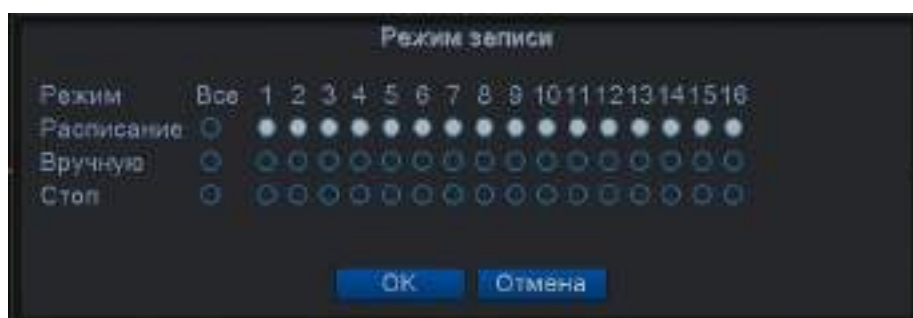 Режим записи
Режим Все 1 2 3 4 5 6 7 8 9 10 11 12 13 14 15 16
Расписание
Вручную
Стоп
OK Отмена